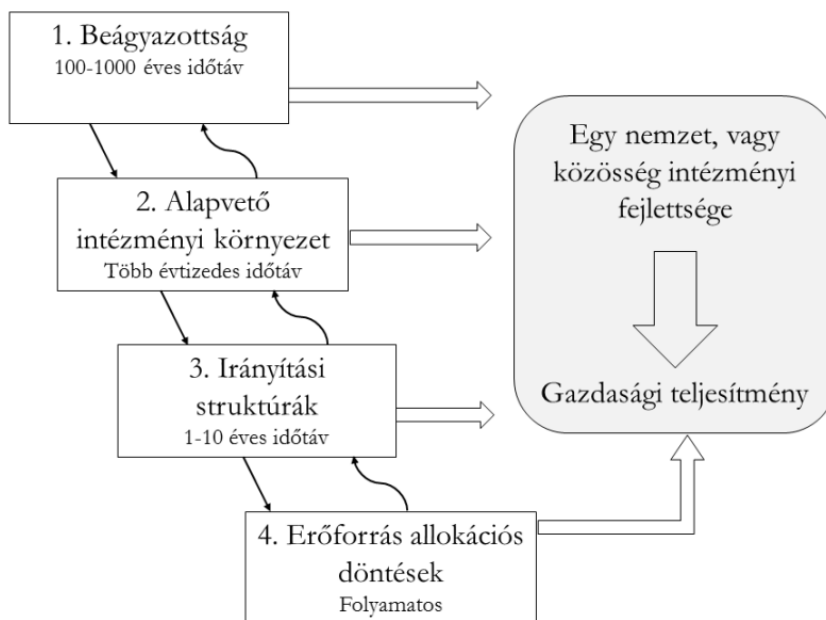 1. Beágyazottság
100-1000 éves időtáv
2. Alapvető
intézményi környezet
Több évtizedes időtáv
3. Irányítási
struktúrák
1-10 éves időtáv
4. Erőforrás allokációs
döntések
Folyamatos
Egy nemzet, vagy
közösség intézményi
fejlettsége
Gazdasági teljesítmény